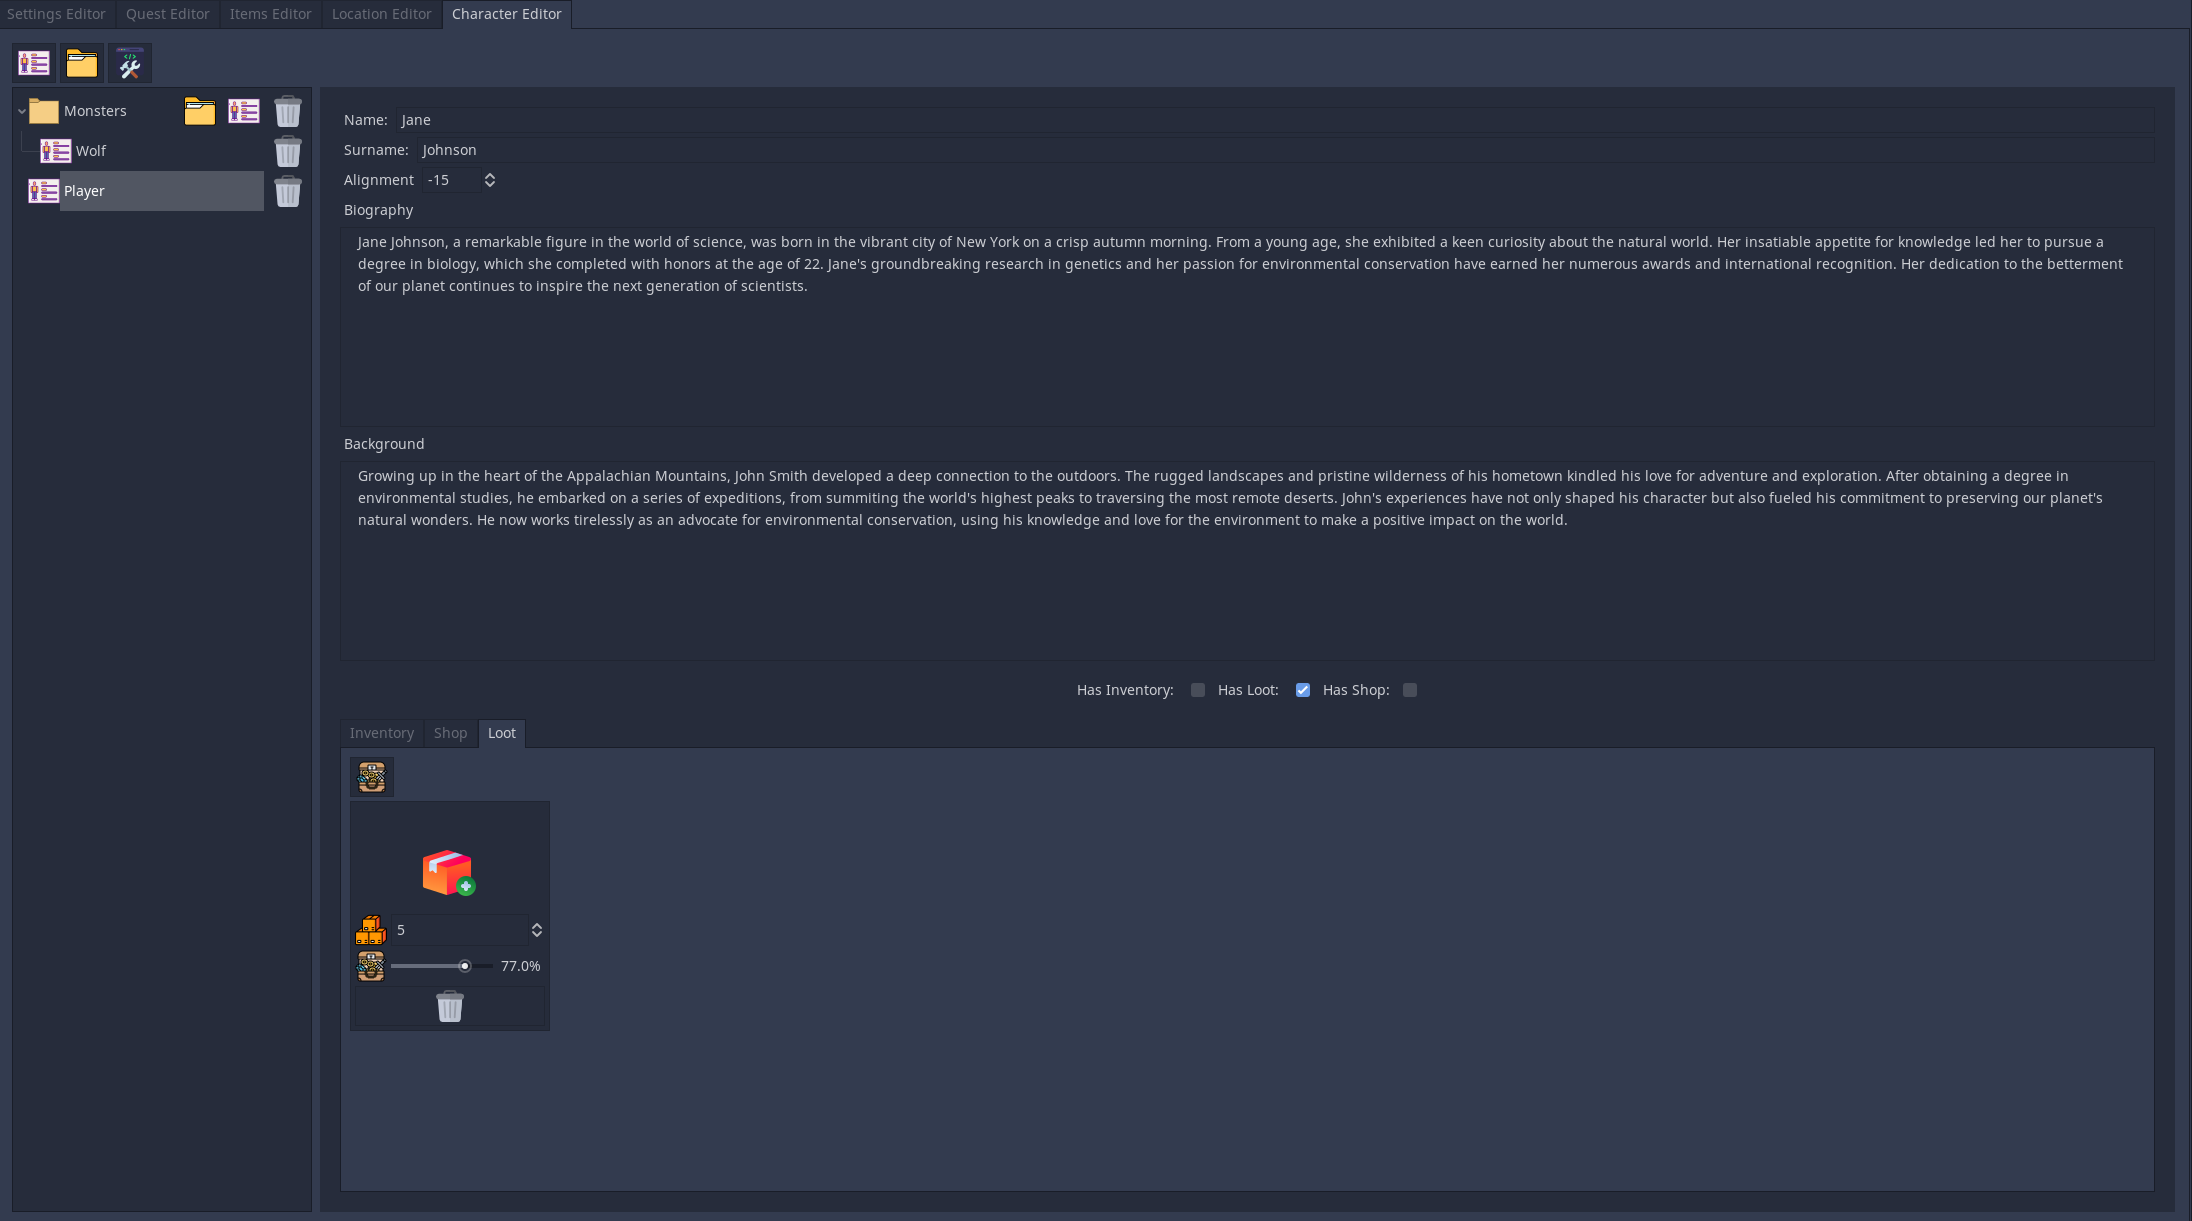 Settings Editor Quest Editor Items Editor Location Editor Character Editor
Monsters
Wolf
Player
Name: Jane
Surname: Johnson
Alignment -15
Biography
Jane Johnson, a remarkable figure in the world of science, was born in the vibrant city of New York on a crisp autumn morning. From a young age, she exhibited a keen curiosity about the natural world. Her insatiable appetite for knowledge led her to pursue a
degree in biology, which she completed with honors at the age of 22. Jane's groundbreaking research in genetics and her passion for environmental conservation have earned her numerous awards and international recognition. Her dedication to the betterment
of our planet continues to inspire the next generation of scientists.
Background
Growing up in the heart of the Appalachian Mountains, John Smith developed a deep connection to the outdoors. The rugged landscapes and pristine wilderness of his hometown kindled his love for adventure and exploration. After obtaining a degree in
environmental studies, he embarked on a series of expeditions, from summiting the world's highest peaks to traversing the most remote deserts. John's experiences have not only shaped his character but also fueled his commitment to preserving our planet's
natural wonders. He now works tirelessly as an advocate for environmental conservation, using his knowledge and love for the environment to make a positive impact on the world.
Has Inventory: Has Loot: Has Shop:
Inventory Shop Loot
5
77.0%